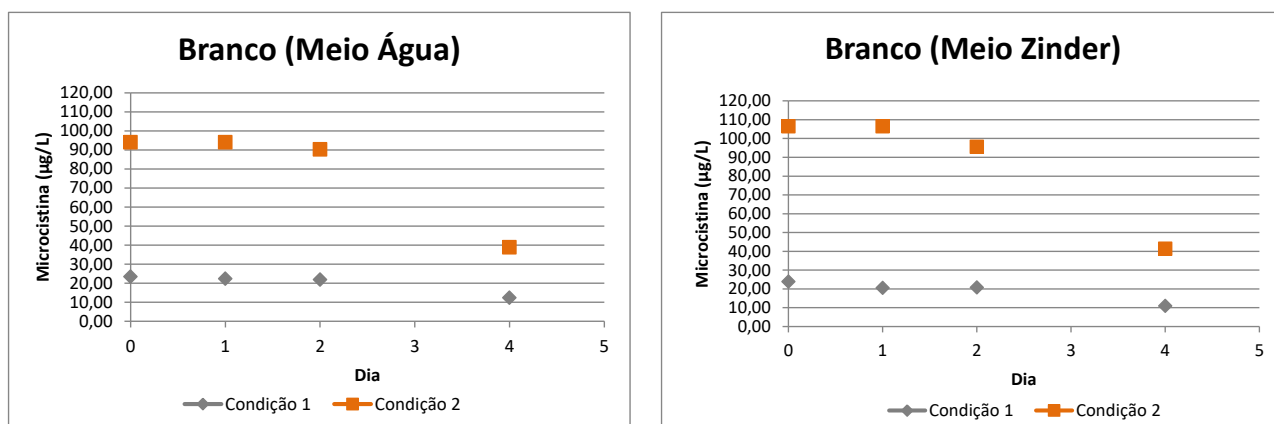 Branco (Meio Água)
Microcistina (µg/L)
120,00
110,00
100,00
90,00
80,00
70,00
60,00
50,00
40,00
30,00
20,00
10,00
0,00
0 1 2 3 4 5
Dia
Condição 1 Condição 2
Branco (Meio Zinder)
Microcistina (µg/L)
120,00
110,00
100,00
90,00
80,00
70,00
60,00
50,00
40,00
30,00
20,00
10,00
0,00
0 1 2 3 4 5
Dia
Condição 1 Condição 2